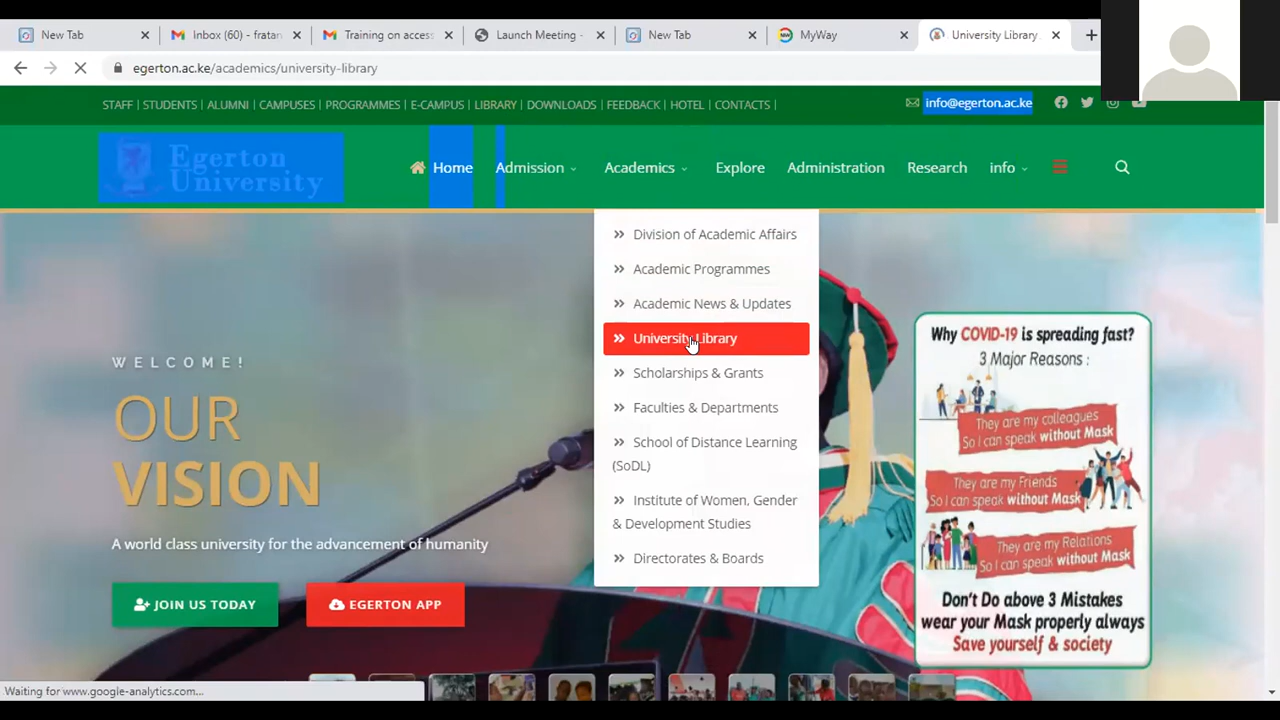 New Tab
Inbox (60) - fratar
Training on access
Launch Meeting -
New Tab
MyWay
University Library
egerton.ac.ke/academics/university-library
STAFF | STUDENTS | ALUMNI | CAMPUSES | PROGRAMMES | E-CAMPUS | LIBRARY | DOWNLOADS | FEEDBACK | HOTEL | CONTACTS |
info@egerton.ac.ke
Egerton
University
Home
Admission
Academics
Explore
Administration
Research
info
Division of Academic Affairs
Academic Programmes
Academic News & Updates
University Library
Scholarships & Grants
Faculties & Departments
School of Distance Learning
(SoDL)
Institute of Women, Gender
& Development Studies
Directorates & Boards
WELCOME!
OUR
VISION
A world class university for the advancement of humanity
JOIN US TODAY
EGERTON APP
Why COVID-19 is spreading fast?
3 Major Reasons :
They are my colleagues
So I can speak without Mask
They are my Friends
So I can speak without Mask
They are my Relations
So I can speak without Mask
Don't Do above 3 Mistakes
wear your Mask properly always
Save yourself & society
Waiting for www.google-analytics.com...